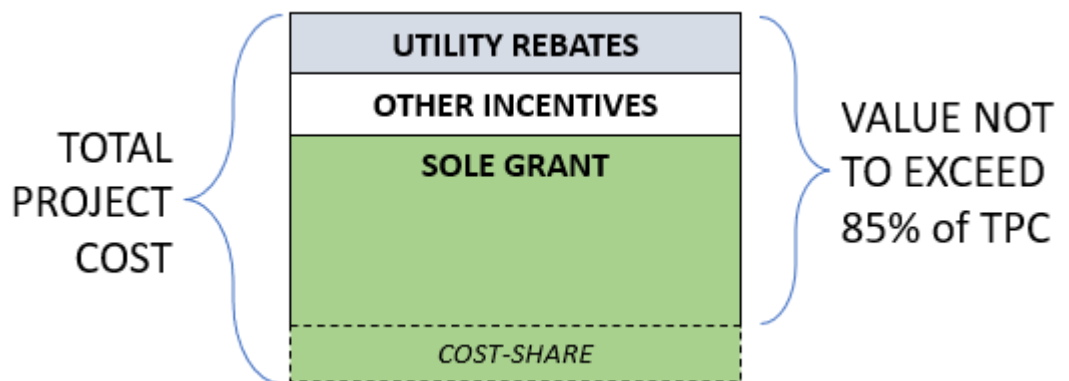 UTILITY REBATES
OTHER INCENTIVES
SOLE GRANT
COST-SHARE
TOTAL
PROJECT
COST
VALUE NOT
TO EXCEED
85% of TPC